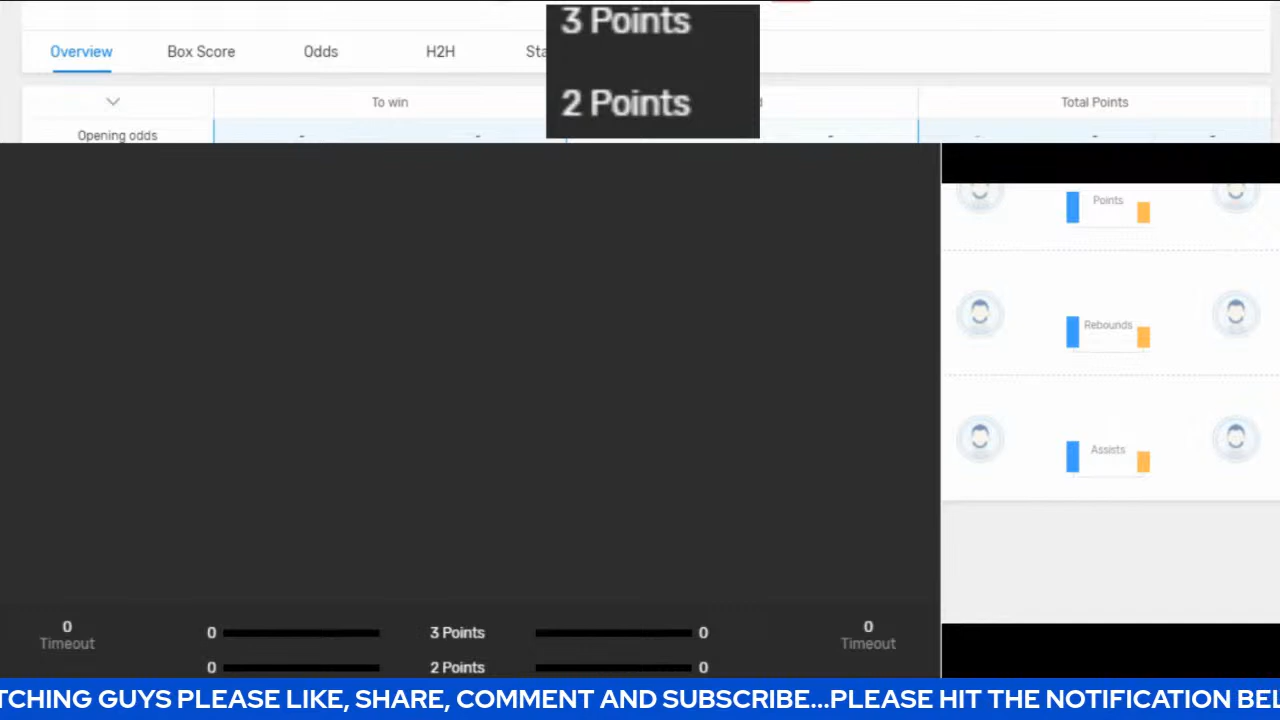 3 Points
Overview Box Score Odds H2H Sta
2 Points
To win d Total Points
Opening odds - - - - - -
Points
Rebounds
Assists
0 0 3 Points 0 0
Timeout Timeout
0 2 Points 0
TCHING GUYS PLEASE LIKE, SHARE, COMMENT AND SUBSCRIBE...PLEASE HIT THE NOTIFICATION BEL